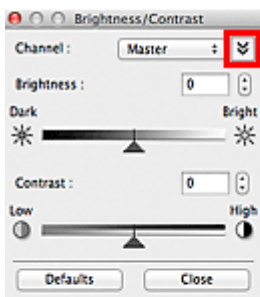 Brightness/Contrast
Channel : Master
Brightness : 0
Dark Bright
Contrast : 0
Low High
Defaults Close